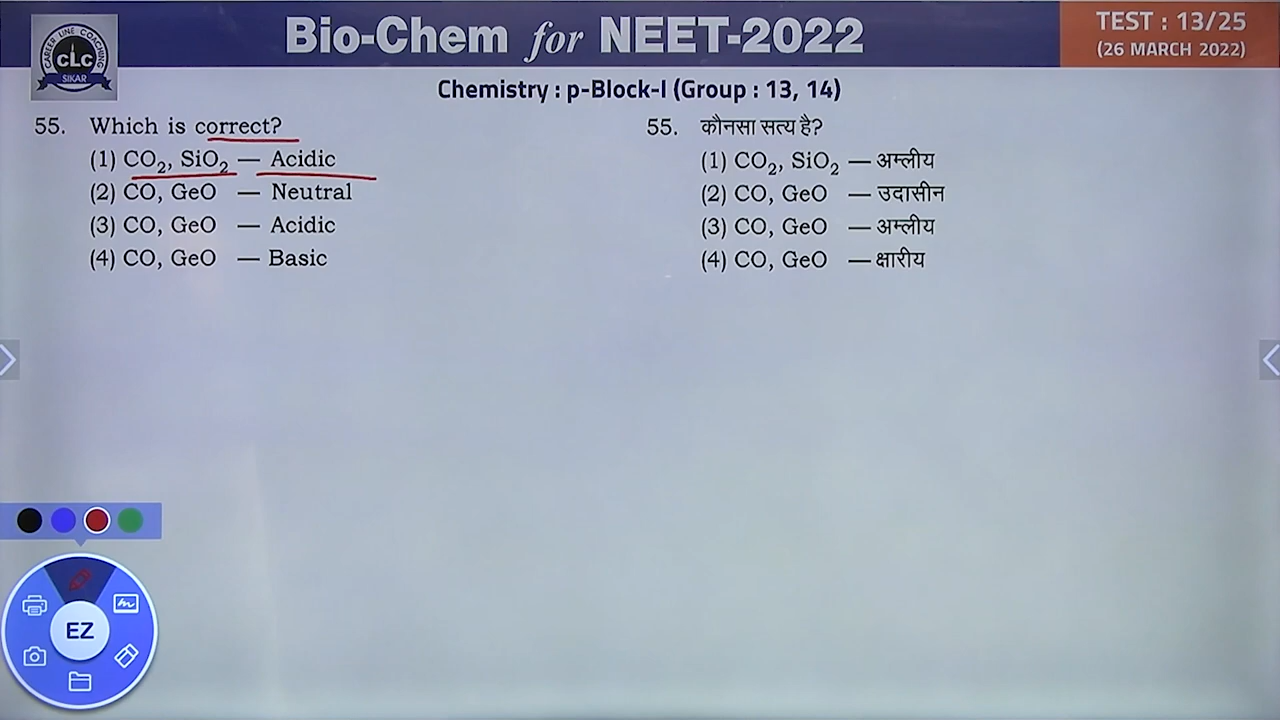 CAREER LINE COACHING
CLC
SIKAR
Bio-Chem for NEET-2022
TEST : 13/25
(26 MARCH 2022)
Chemistry : p-Block-I (Group : 13, 14)
55. Which is correct?
(1) CO2, SiO2 — Acidic
(2) CO, GeO — Neutral
(3) CO, GeO — Acidic
(4) CO, GeO — Basic
55. कौनसा सत्य है?
(1) CO2, SiO2 — अम्लीय
(2) CO, GeO — उदासीन
(3) CO, GeO — अम्लीय
(4) CO, GeO — क्षारीय
EZ